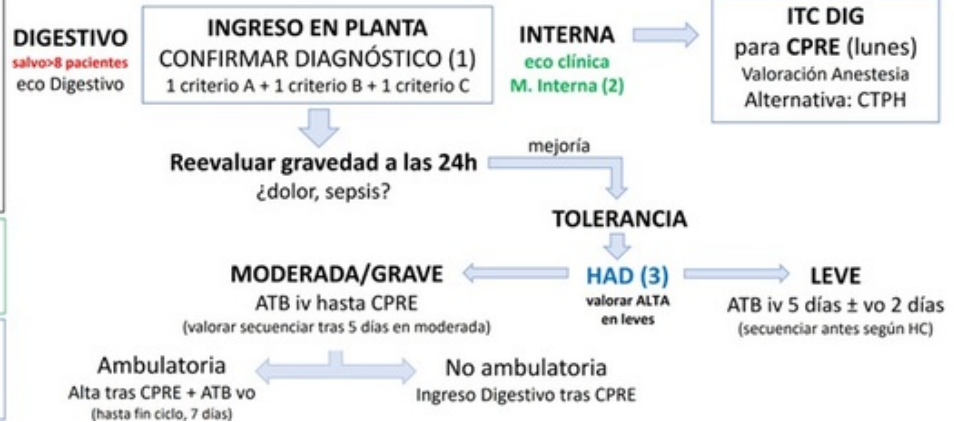 DIGESTIVO
salvo>8 pacientes
eco Digestivo
INGRESO EN PLANTA
CONFIRMAR DIAGNÓSTICO (1)
1 criterio A + 1 criterio B + 1 criterio C
INTERNA
eco clínica
M. Interna (2)
ITC DIG
para CPRE (lunes)
Valoración Anestesia
Alternativa: CTPH
Reevaluar gravedad a las 24h
¿dolor, sepsis?
mejoría
TOLERANCIA
MODERADA/GRAVE
ATB iv hasta CPRE
(valorar secuenciar tras 5 días en moderada)
HAD (3)
valorar ALTA
en leves
LEVE
ATB iv 5 días ± vo 2 días
(secuenciar antes según HC)
Ambulatoria
Alta tras CPRE + ATB vo
(hasta fin ciclo, 7 días)
No ambulatoria
Ingreso Digestivo tras CPRE